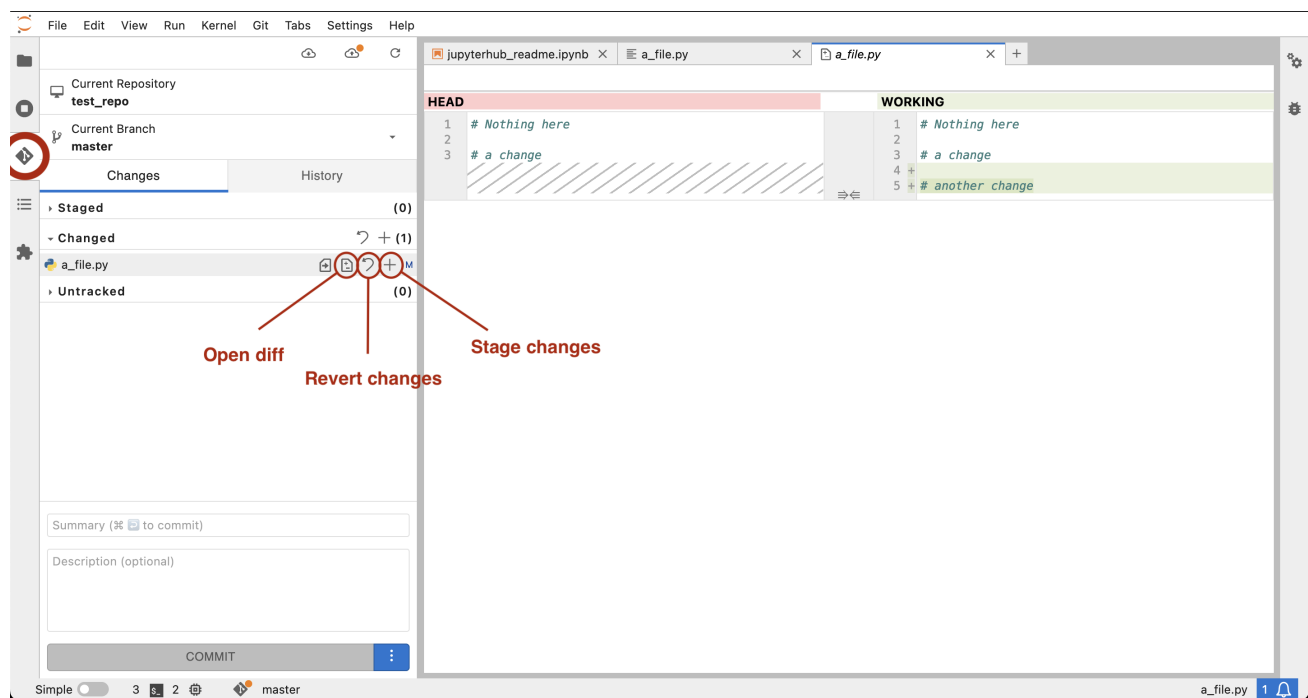 File Edit View Run Kernel Git Tabs Settings Help
jupyterhub_readme.ipynb
a_file.py
a_file.py
Current Repository
test_repo
Current Branch
master
Changes History
Staged (0)
Changed (1)
a_file.py M
Untracked (0)
Open diff
Revert changes
Stage changes
HEAD WORKING
1 # Nothing here
2
3 # a change
1 # Nothing here
2
3 # a change
4 +
5 + # another change
Summary (⌘ to commit)
Description (optional)
COMMIT
Simple 3 s_ 2 master a_file.py 1